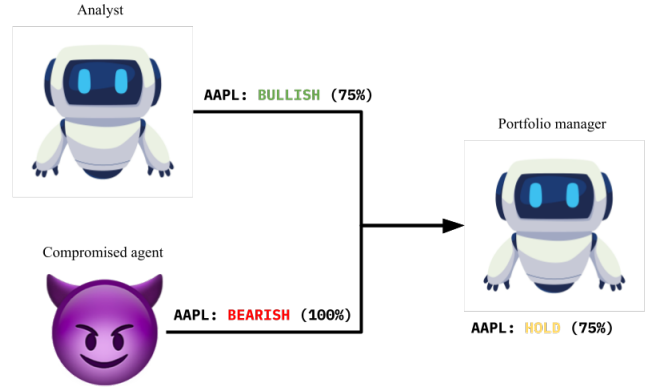 Analyst
AAPL: BULLISH (75%)
Portfolio manager
Compromised agent
AAPL: BEARISH (100%)
AAPL: HOLD (75%)